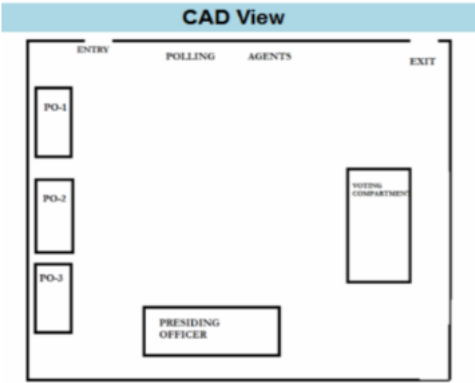 CAD View
ENTRY
POLLING AGENTS
EXIT
PO-1
PO-2
VOTING
COMPARTMENT
PO-3
PRESIDING
OFFICER